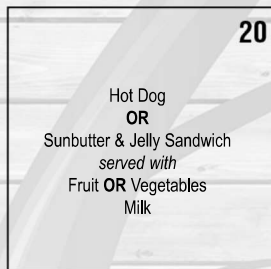 20
Hot Dog
OR
Sunbutter & Jelly Sandwich
served with
Fruit OR Vegetables
Milk